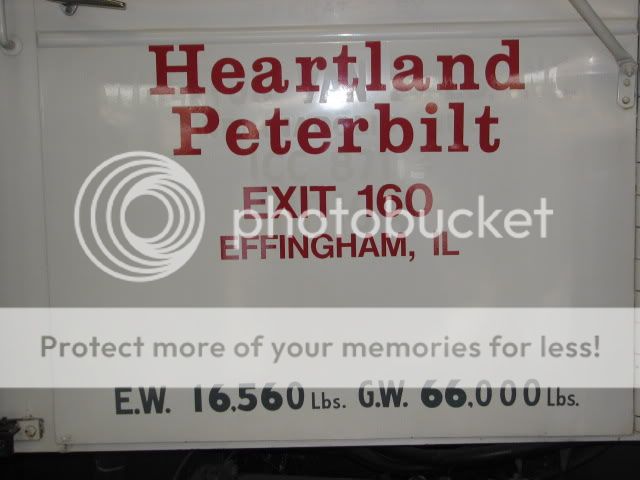 Heartland
Peterbilt
EXIT 160
photobucket
EFFINGHAM, IL
Protect more of your memories for less!
E.W. 16,560 Lbs. G.W. 66,000 Lbs.